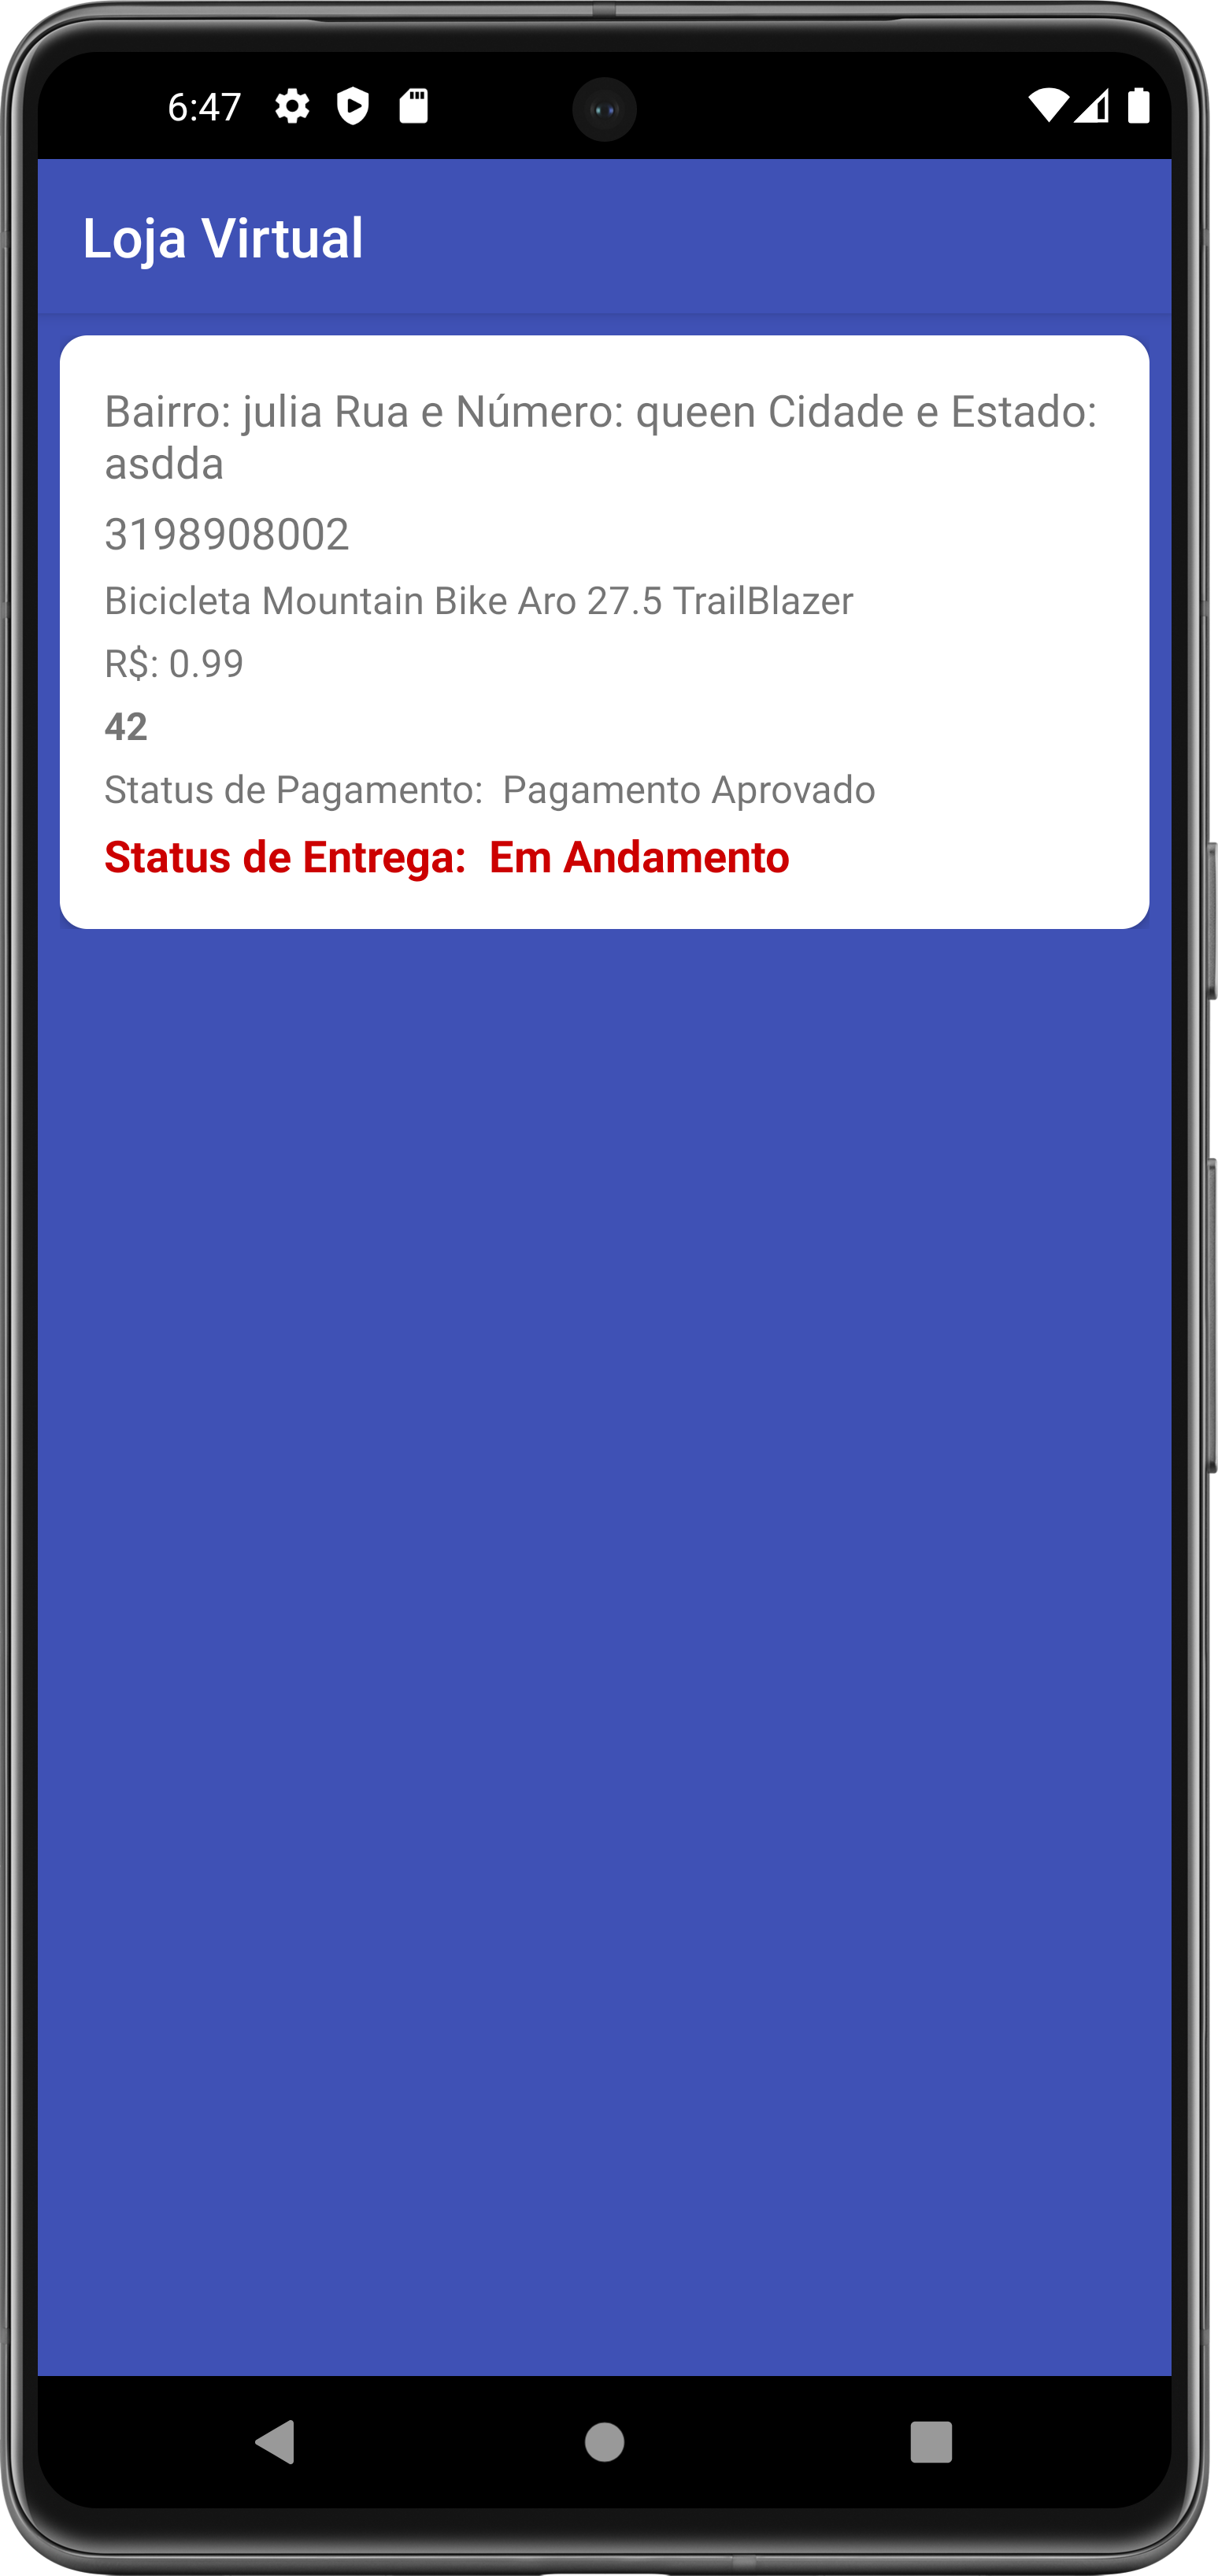 6:47
Loja Virtual
Bairro: julia Rua e Número: queen Cidade e Estado:
asdda
3198908002
Bicicleta Mountain Bike Aro 27.5 TrailBlazer
R$: 0.99
42
Status de Pagamento:  Pagamento Aprovado
Status de Entrega:  Em Andamento